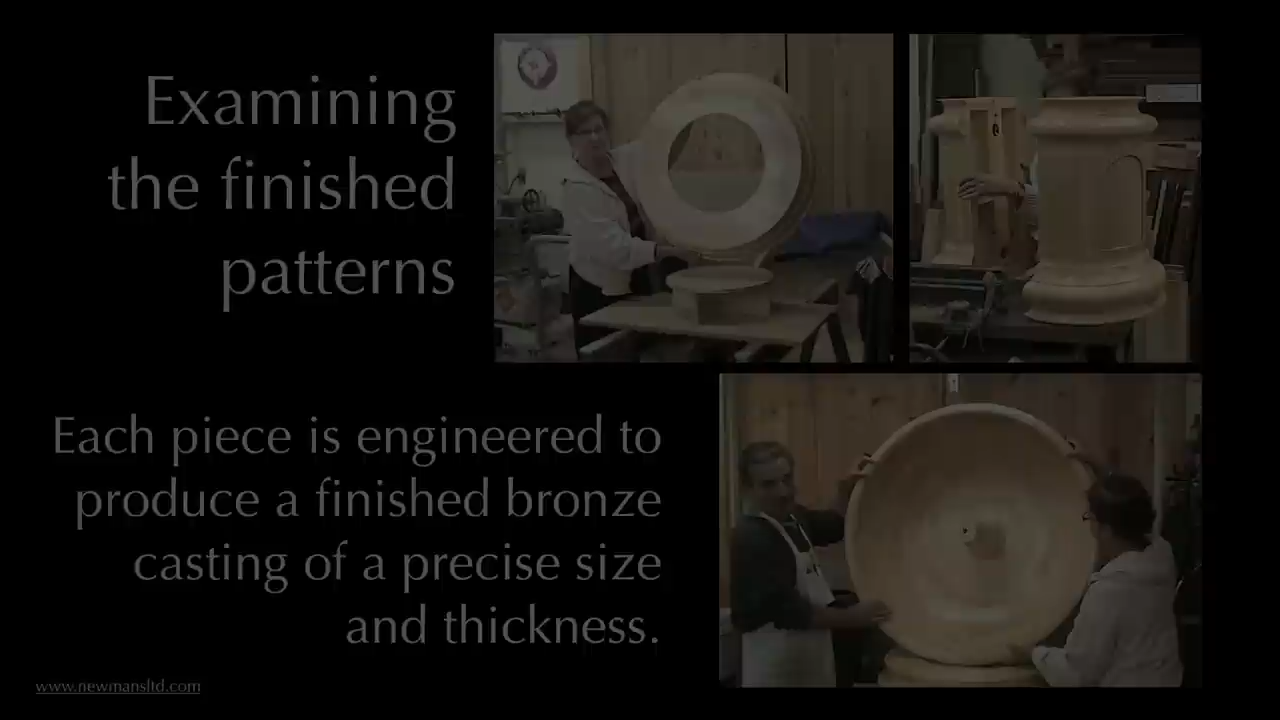 Examining
the finished
patterns
Each piece is engineered to
produce a finished bronze
casting of a precise size
and thickness.
www.newmansltd.com